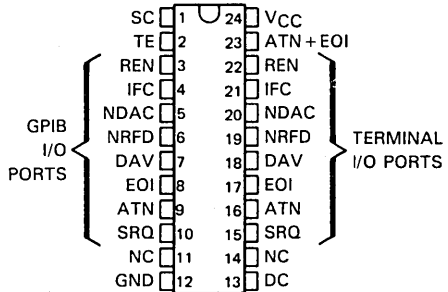 SC 1 24 VCC
TE 2 23 ATN+EOI
REN 3 22 REN
IFC 4 21 IFC
NDAC 5 20 NDAC
NRFD 6 19 NRFD
DAV 7 18 DAV
EOI 8 17 EOI
ATN 9 16 ATN
SRQ 10 15 SRQ
NC 11 14 NC
GND 12 13 DC
GPIB
I/O
PORTS
TERMINAL
I/O PORTS